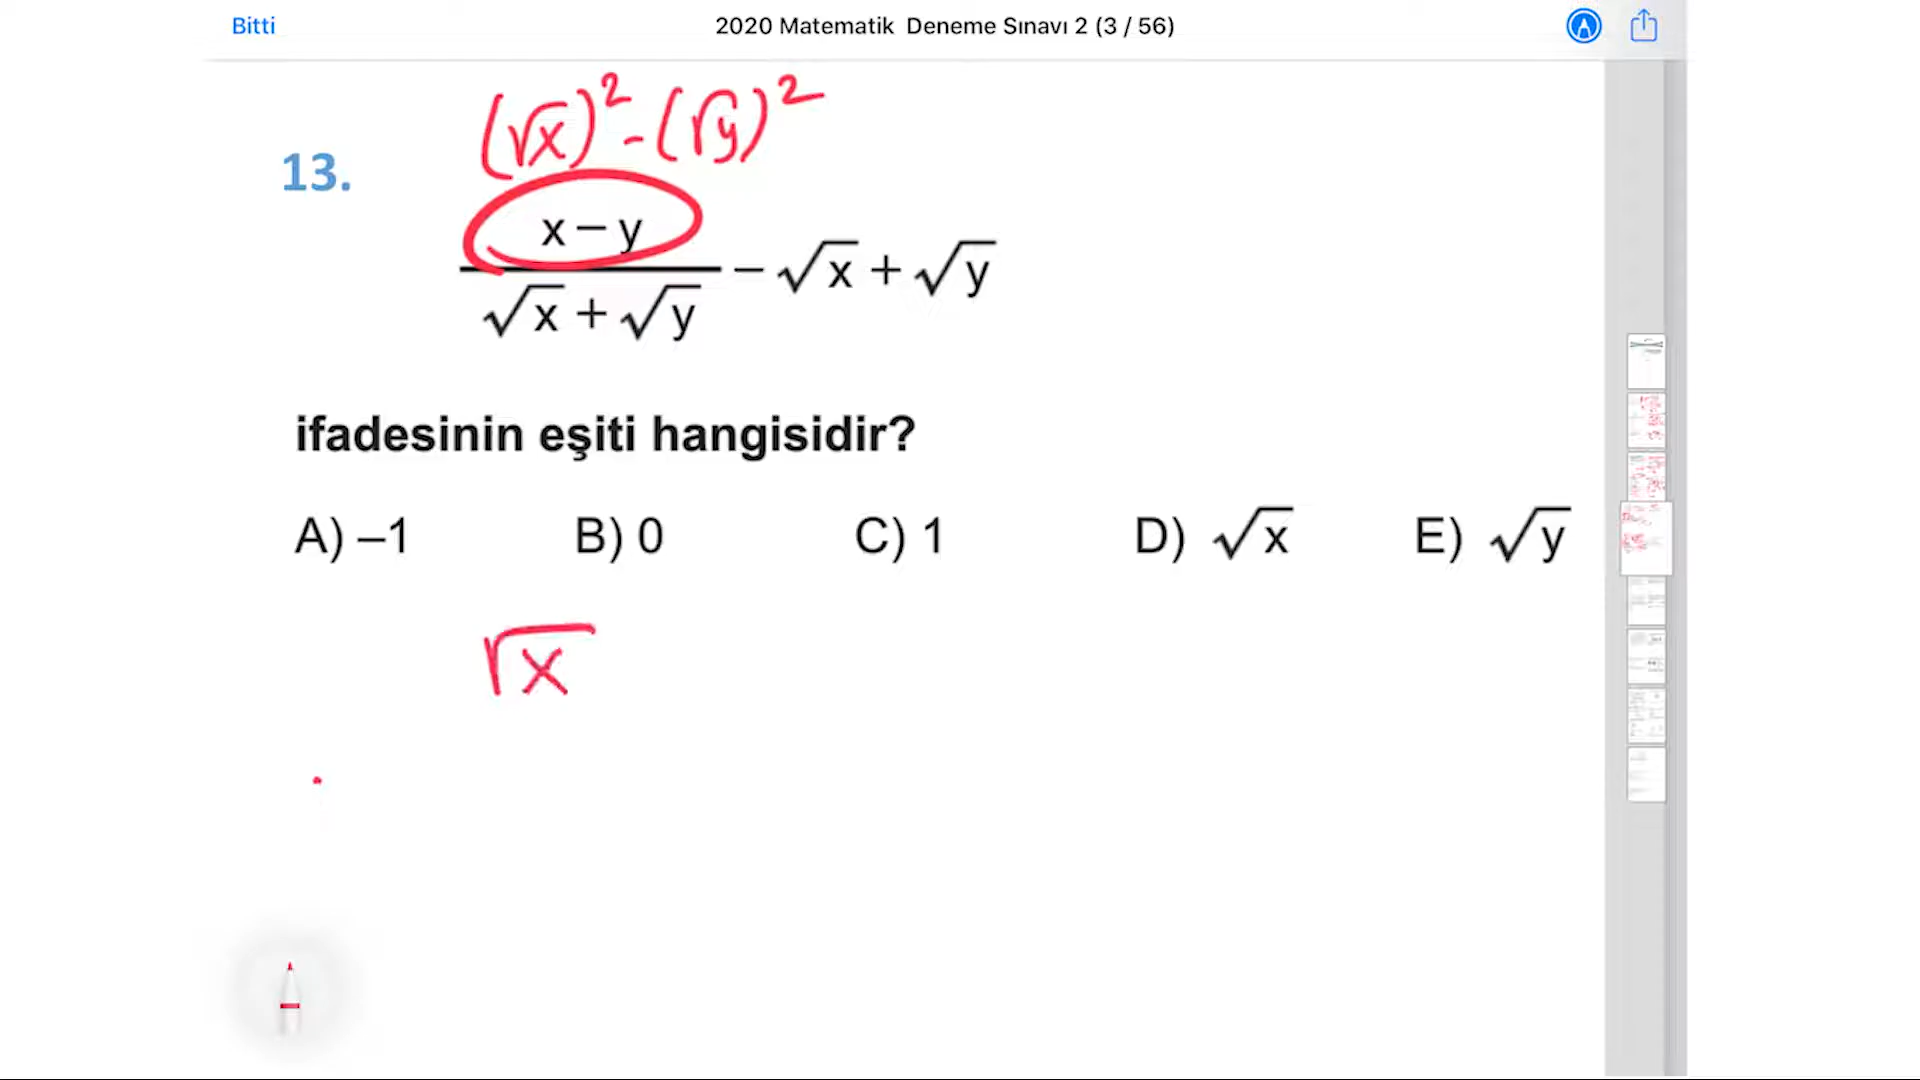 Bitti
2020 Matematik Deneme Sınavı 2 (3 / 56)
(√x)² - (√y)²
13.
x – y
√x + √y
– √x + √y
ifadesinin eşiti hangisidir?
A) –1 B) 0 C) 1 D) √x E) √y
√x